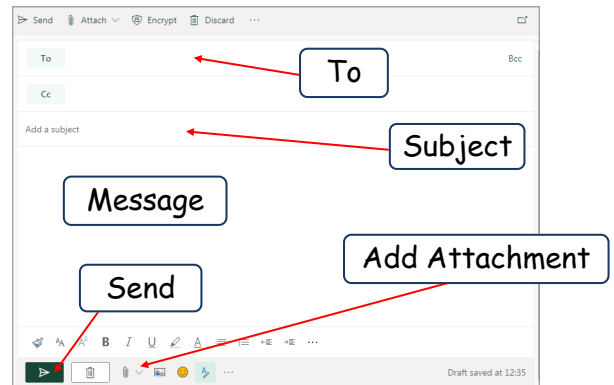 Send Attach Encrypt Discard ...
To Bcc
To
Cc
Add a subject
Subject
Message
Add Attachment
Send
A A B I U A ...
Draft saved at 12:35